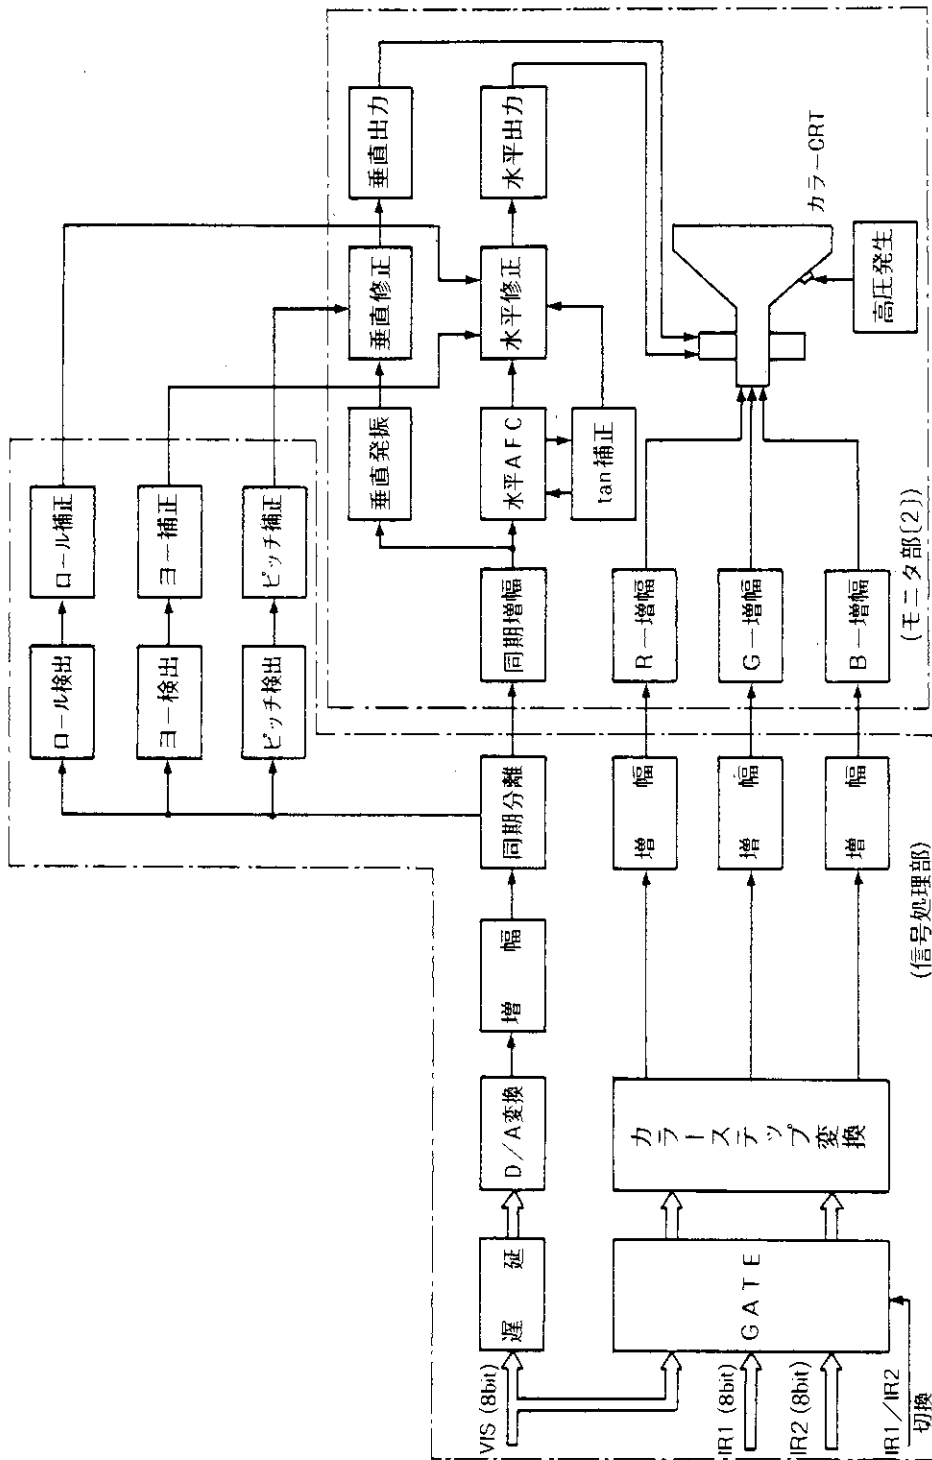 VIS (8bit)
IR1 (8bit)
IR2 (8bit)
IR1/IR2
切換
遅延
GATE
D/A変換
カラーステップ変換
増幅
同期分離
増幅
増幅
増幅
(信号処理部)
ロール検出
ヨー検出
ピッチ検出
ロール補正
ヨー補正
ピッチ補正
同期増幅
R-増幅
G-増幅
B-増幅
(モニタ部〔2〕)
垂直発振
水平AFC
tan補正
垂直修正
水平修正
垂直出力
水平出力
カラーCRT
高圧発生